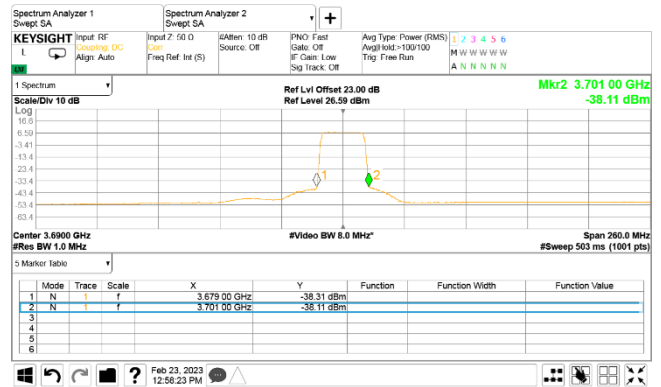 Spectrum Analyzer 1
Swept SA
Spectrum Analyzer 2
Swept SA
+
KEYSIGHT
L
LXI
Input: RF
Coupling: DC
Align: Auto
Input Z: 50 Ω
Corr
Freq Ref: Int (S)
#Atten: 10 dB
Source: Off
PNO: Fast
Gate: Off
IF Gain: Low
Sig Track: Off
Avg Type: Power (RMS)
Avg|Hold:>100/100
Trig: Free Run
1 2 3 4 5 6
M W W W W W
A N N N N N
1 Spectrum
Scale/Div 10 dB
Ref Lvl Offset 23.00 dB
Ref Level 26.59 dBm
Mkr2 3.701 00 GHz
-38.11 dBm
Log
16.6
6.59
-3.41
-13.4
-23.4
-33.4
-43.4
-53.4
-63.4
1
2
Center 3.6900 GHz
#Res BW 1.0 MHz
#Video BW 8.0 MHz*
Span 260.0 MHz
#Sweep 503 ms (1001 pts)
5 Marker Table
Mode Trace Scale X Y Function Function Width Function Value
1 N 1 f 3.679 00 GHz -38.31 dBm
2 N 1 f 3.701 00 GHz -38.11 dBm
3
4
5
6
?
Feb 23, 2023
12:58:23 PM